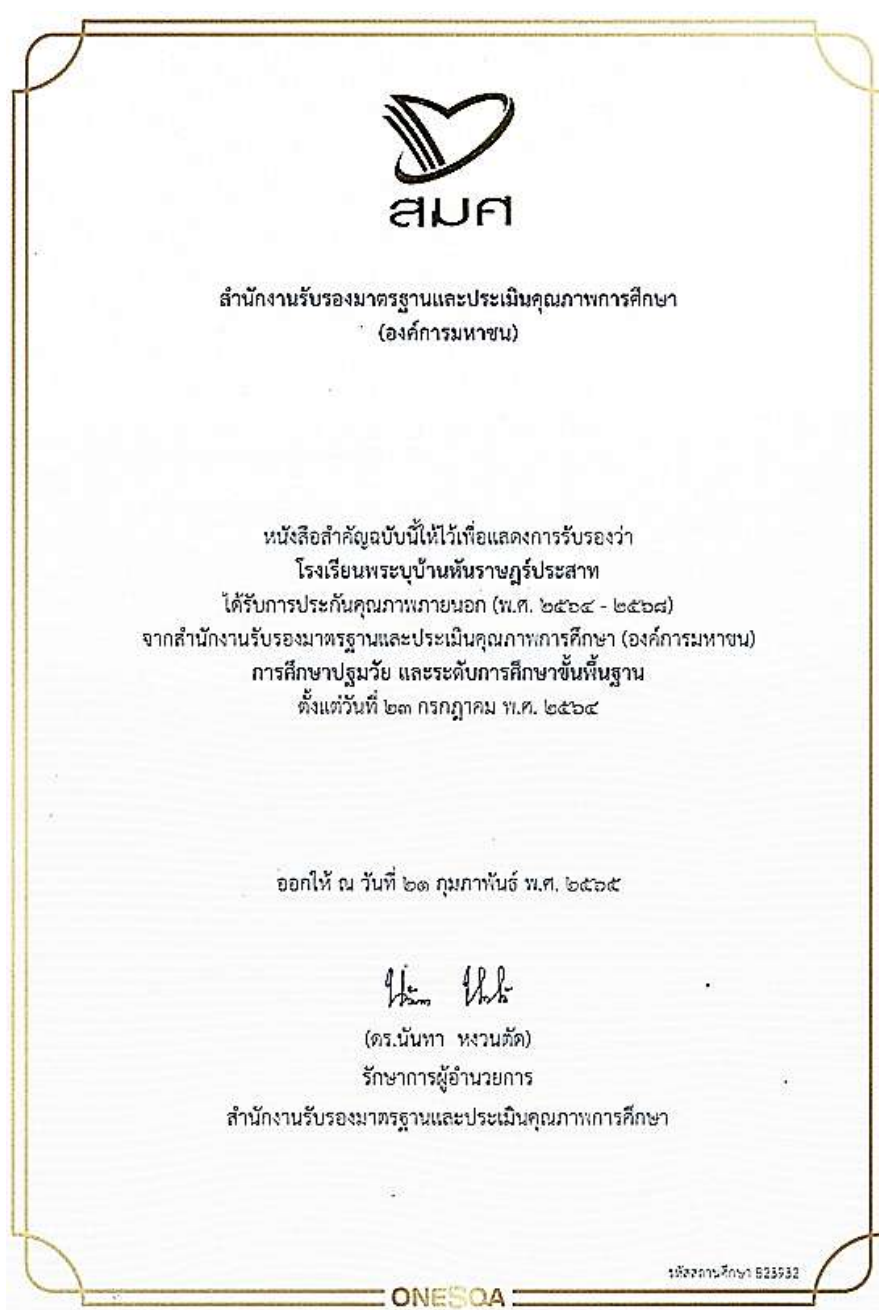 สมศ
สำนักงานรับรองมาตรฐานและประเมินคุณภาพการศึกษา
(องค์การมหาชน)
หนังสือสำคัญฉบับนี้ให้ไว้เพื่อแสดงการรับรองว่า
โรงเรียนพระบุบ้านหันราษฎร์ประสาท
ได้รับการประกันคุณภาพภายนอก (พ.ศ. ๒๕๖๔ - ๒๕๖๘)
จากสำนักงานรับรองมาตรฐานและประเมินคุณภาพการศึกษา (องค์การมหาชน)
การศึกษาปฐมวัย และระดับการศึกษาขั้นพื้นฐาน
ตั้งแต่วันที่ ๒๓ กรกฎาคม พ.ศ. ๒๕๖๔
ออกให้ ณ วันที่ ๒๑ กุมภาพันธ์ พ.ศ. ๒๕๖๕
(ดร.นันทา หงวนตัด)
รักษาการผู้อำนวยการ
สำนักงานรับรองมาตรฐานและประเมินคุณภาพการศึกษา
รหัสสถานศึกษา 823932
ONESQA